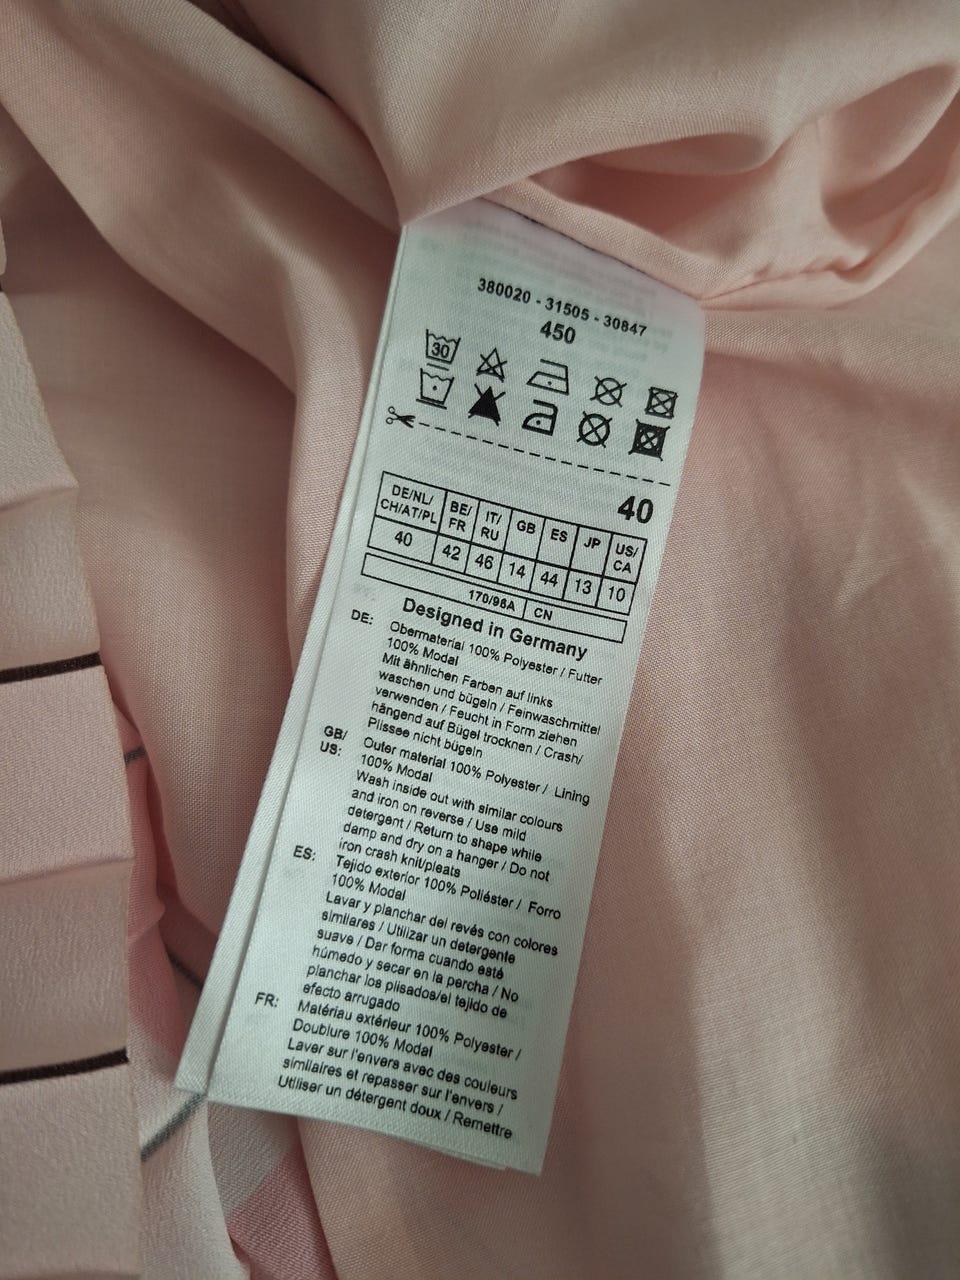 380020 - 31505 - 30847
450
30
40
DE/NL/ CH/AT/PL BE/ FR IT/ RU GB ES JP US/ CA
40 42 46 14 44 13 10
170/98A CN
Designed in Germany
DE: Obermaterial 100% Polyester / Futter
100% Modal
Mit ähnlichen Farben auf links
waschen und bügeln / Feinwaschmittel
verwenden / Feucht in Form ziehen
hängend auf Bügel trocknen / Crash/
Plissee nicht bügeln
GB/ US: Outer material 100% Polyester / Lining
100% Modal
Wash inside out with similar colours
and iron on reverse / Use mild
detergent / Return to shape while
damp and dry on a hanger / Do not
iron crash knit/pleats
ES: Tejido exterior 100% Poliéster / Forro
100% Modal
Lavar y planchar del revés con colores
similares / Utilizar un detergente
suave / Dar forma cuando esté
húmedo y secar en la percha / No
planchar los plisados/el tejido de
efecto arrugado
FR: Matériau extérieur 100% Polyester /
Doublure 100% Modal
Laver sur l'envers avec des couleurs
similaires et repasser sur l'envers /
Utiliser un détergent doux / Remettre